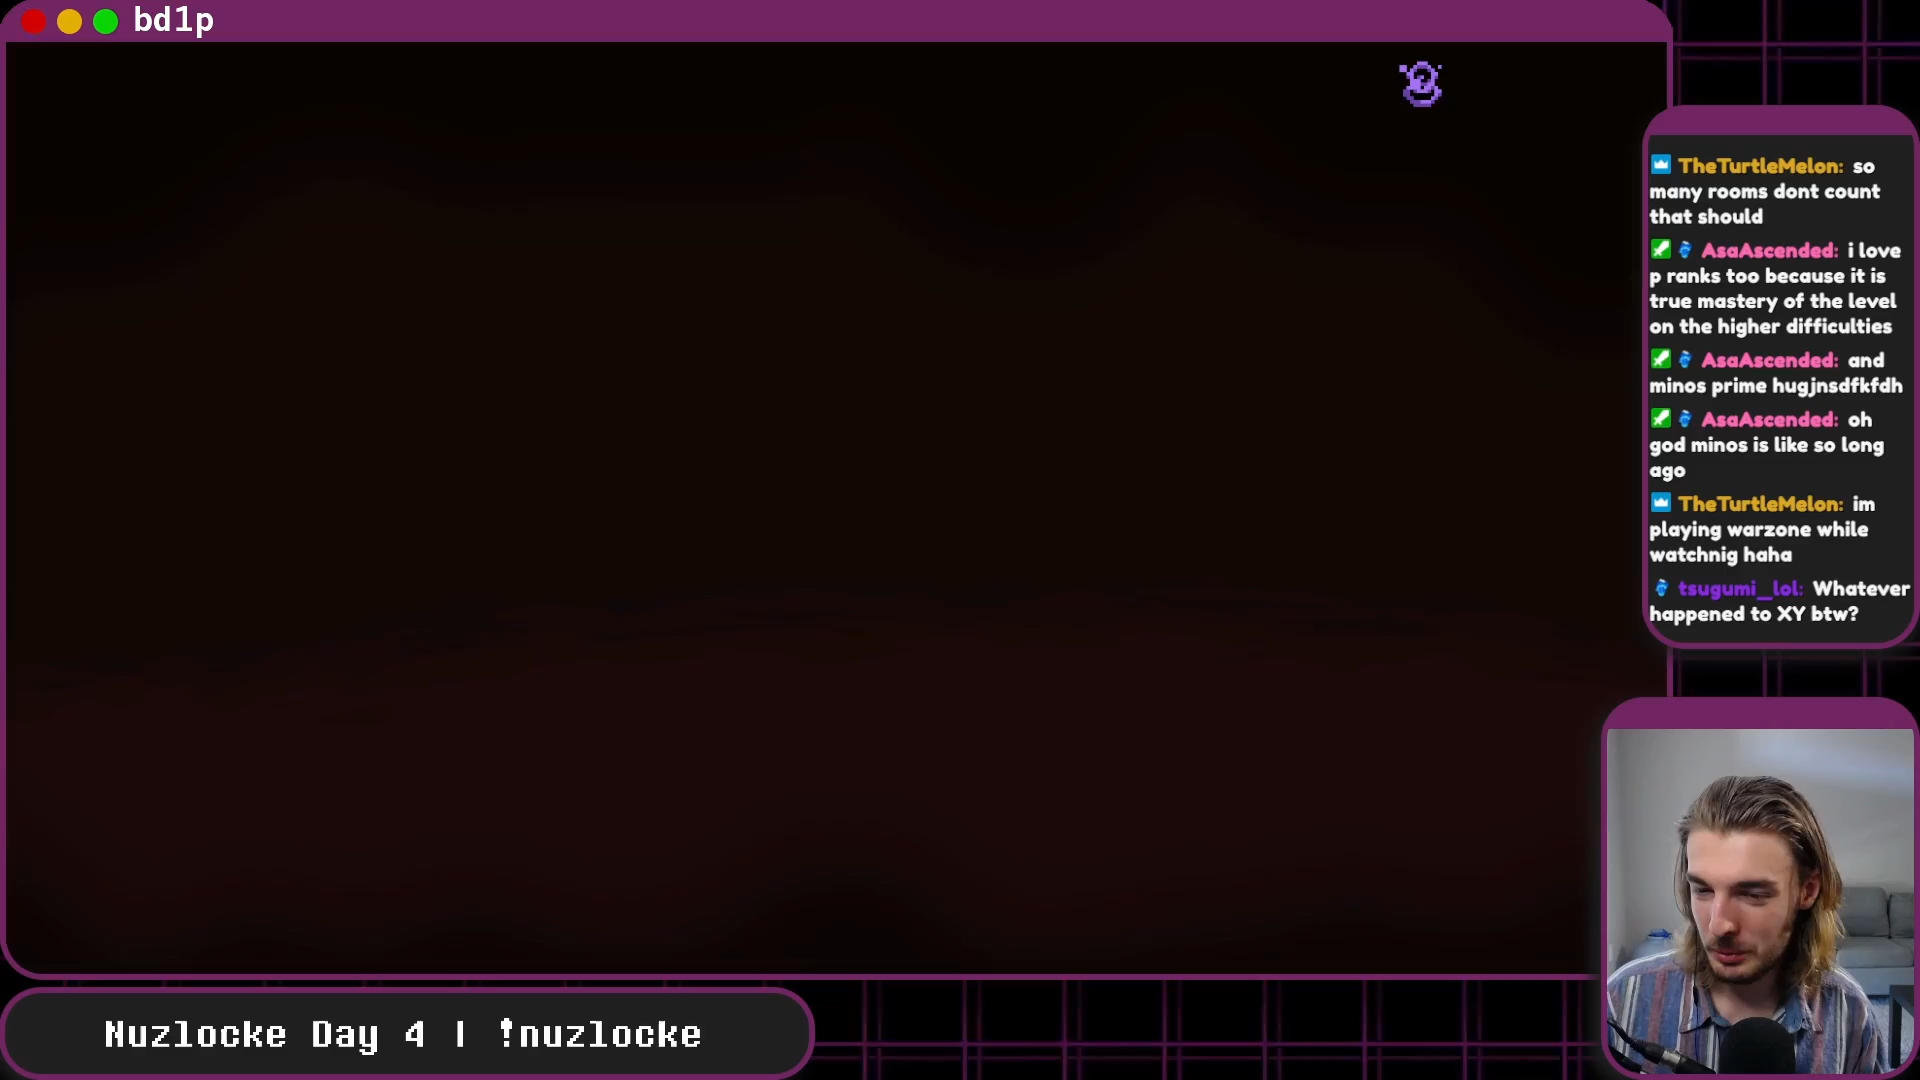 bd1p
TheTurtleMelon: so
many rooms dont count
that should
AsaAscended: i love
p ranks too because it is
true mastery of the level
on the higher difficulties
AsaAscended: and
minos prime hugjnsdfkfdh
AsaAscended: oh
god minos is like so long
ago
TheTurtleMelon: im
playing warzone while
watchnig haha
tsugumi_lol: Whatever
happened to XY btw?
Nuzlocke Day 4 | !nuzlocke